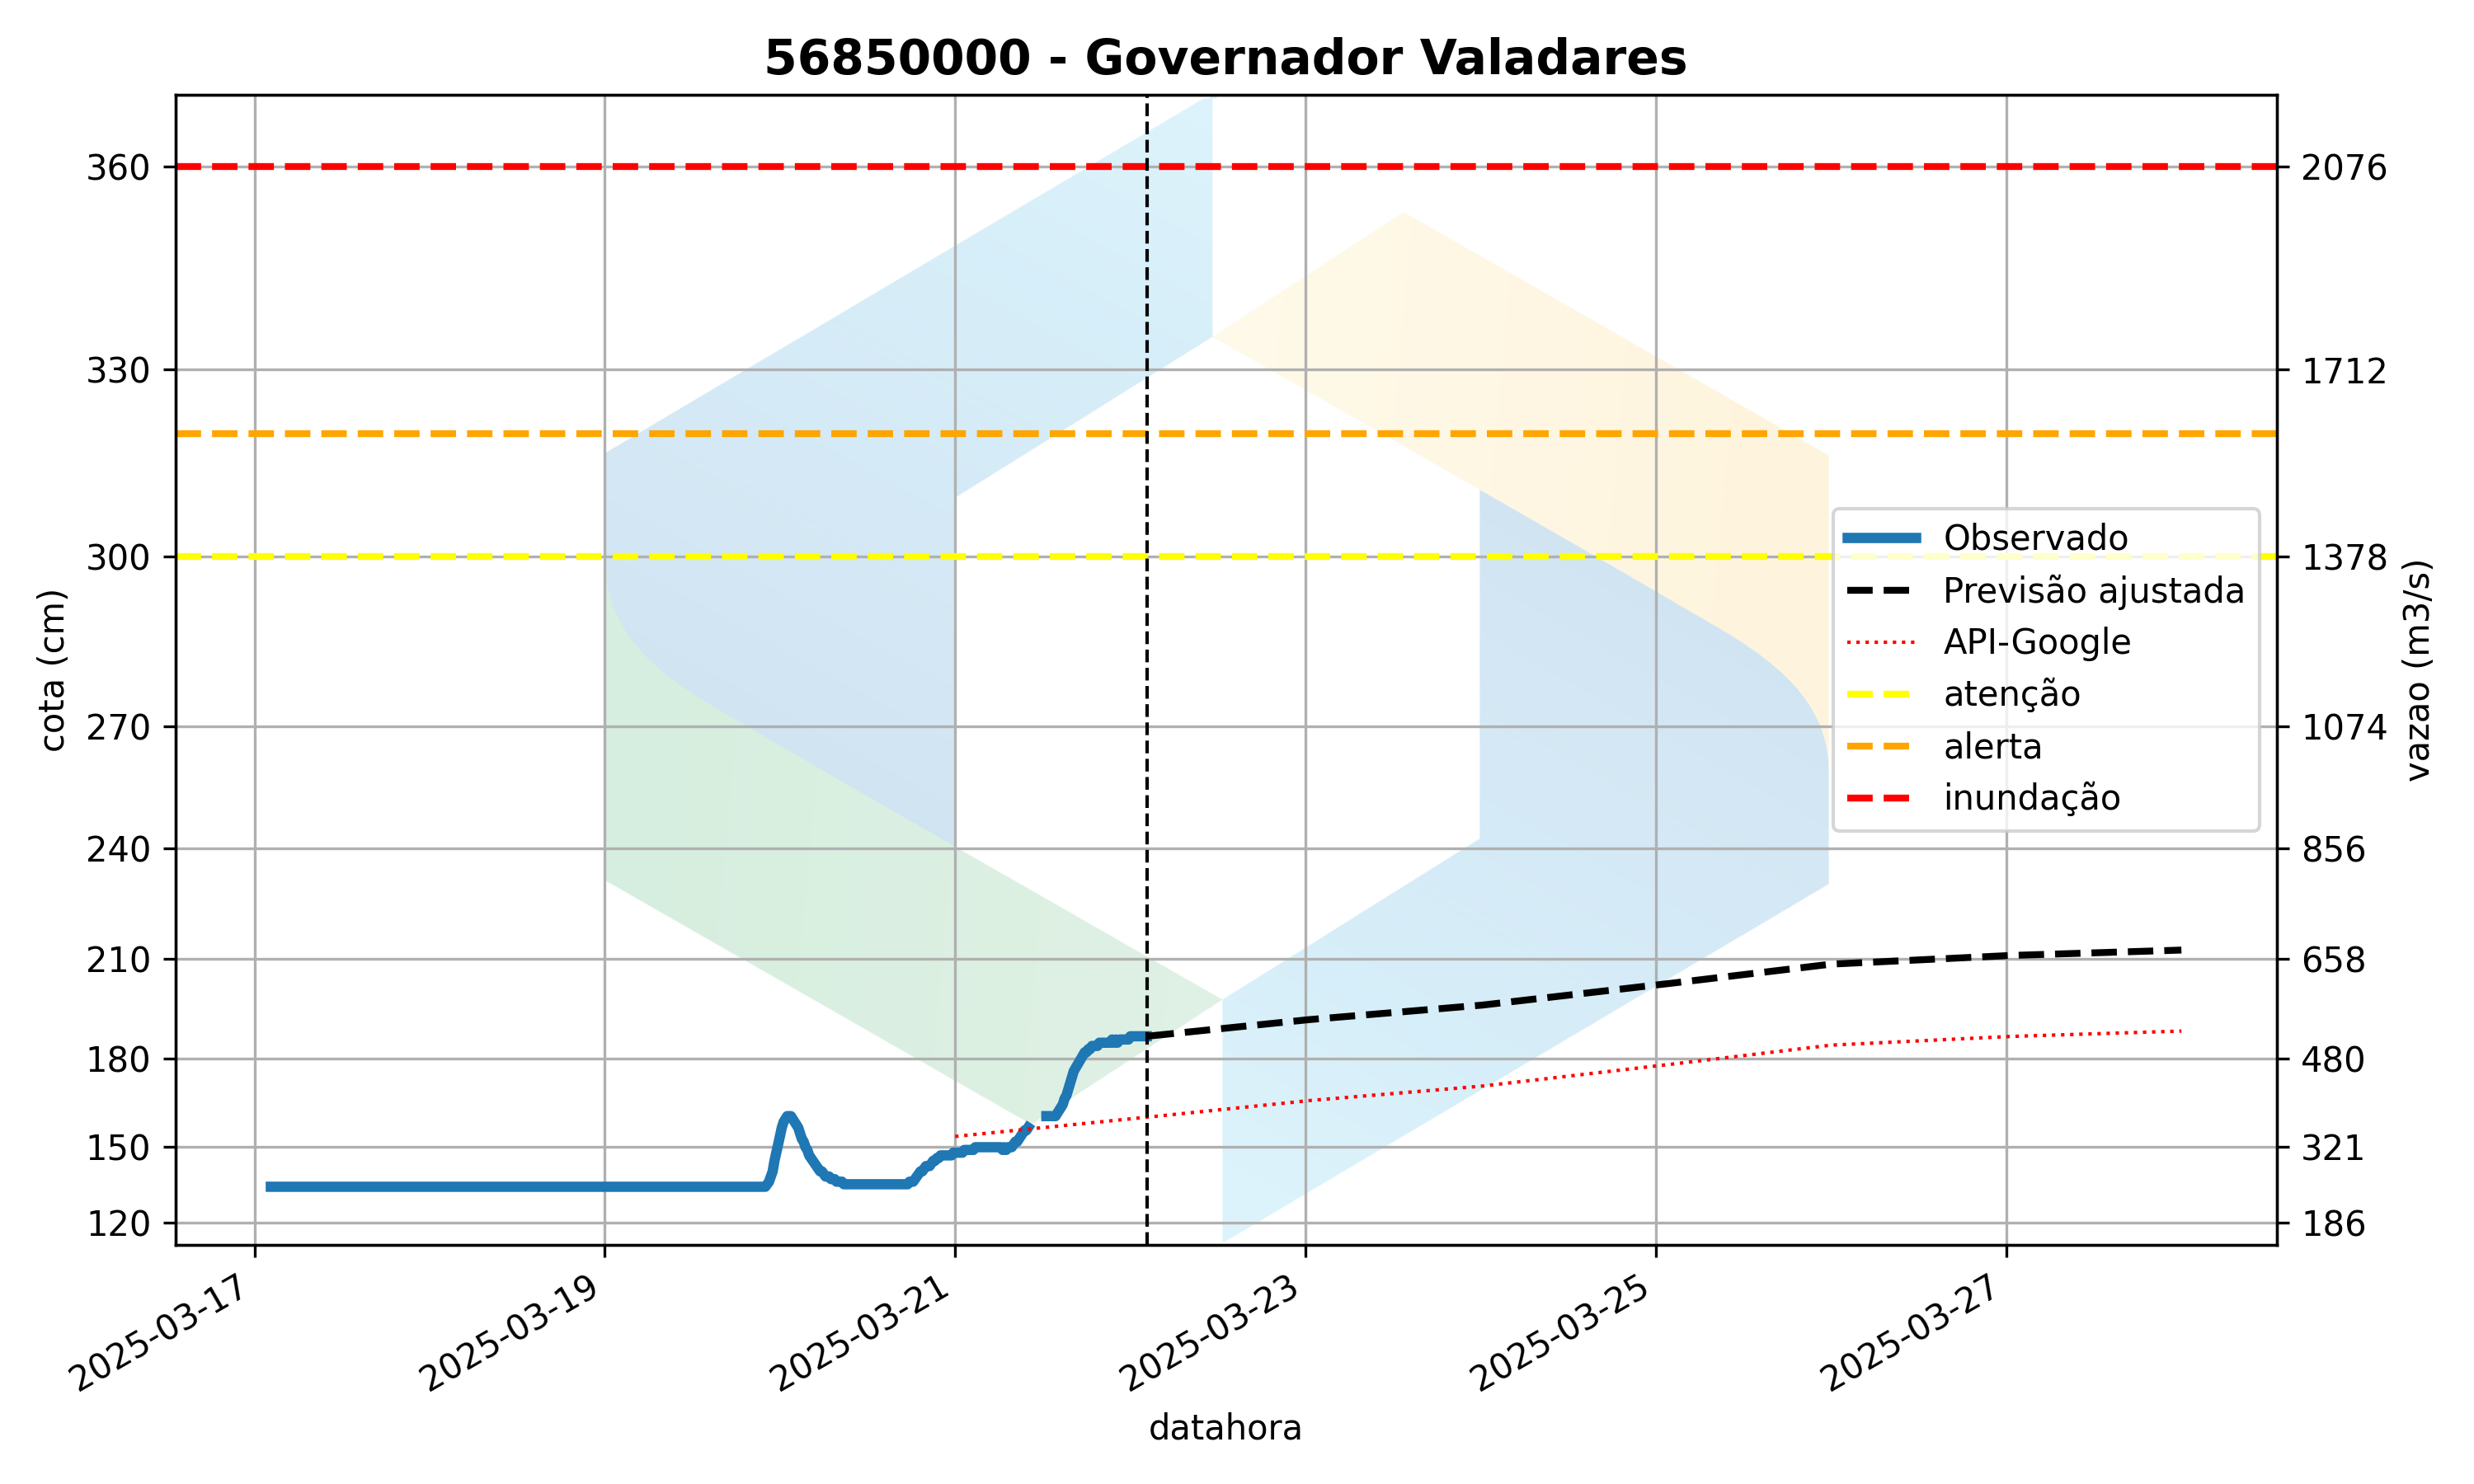 56850000 - Governador Valadares
cota (cm)
360
330
300
270
240
210
180
150
120
2076
1712
1378
1074
856
658
480
321
186
vazao (m3/s)
Observado
Previsão ajustada
API-Google
atenção
alerta
inundação
2025-03-17
2025-03-19
2025-03-21
2025-03-23
2025-03-25
2025-03-27
datahora